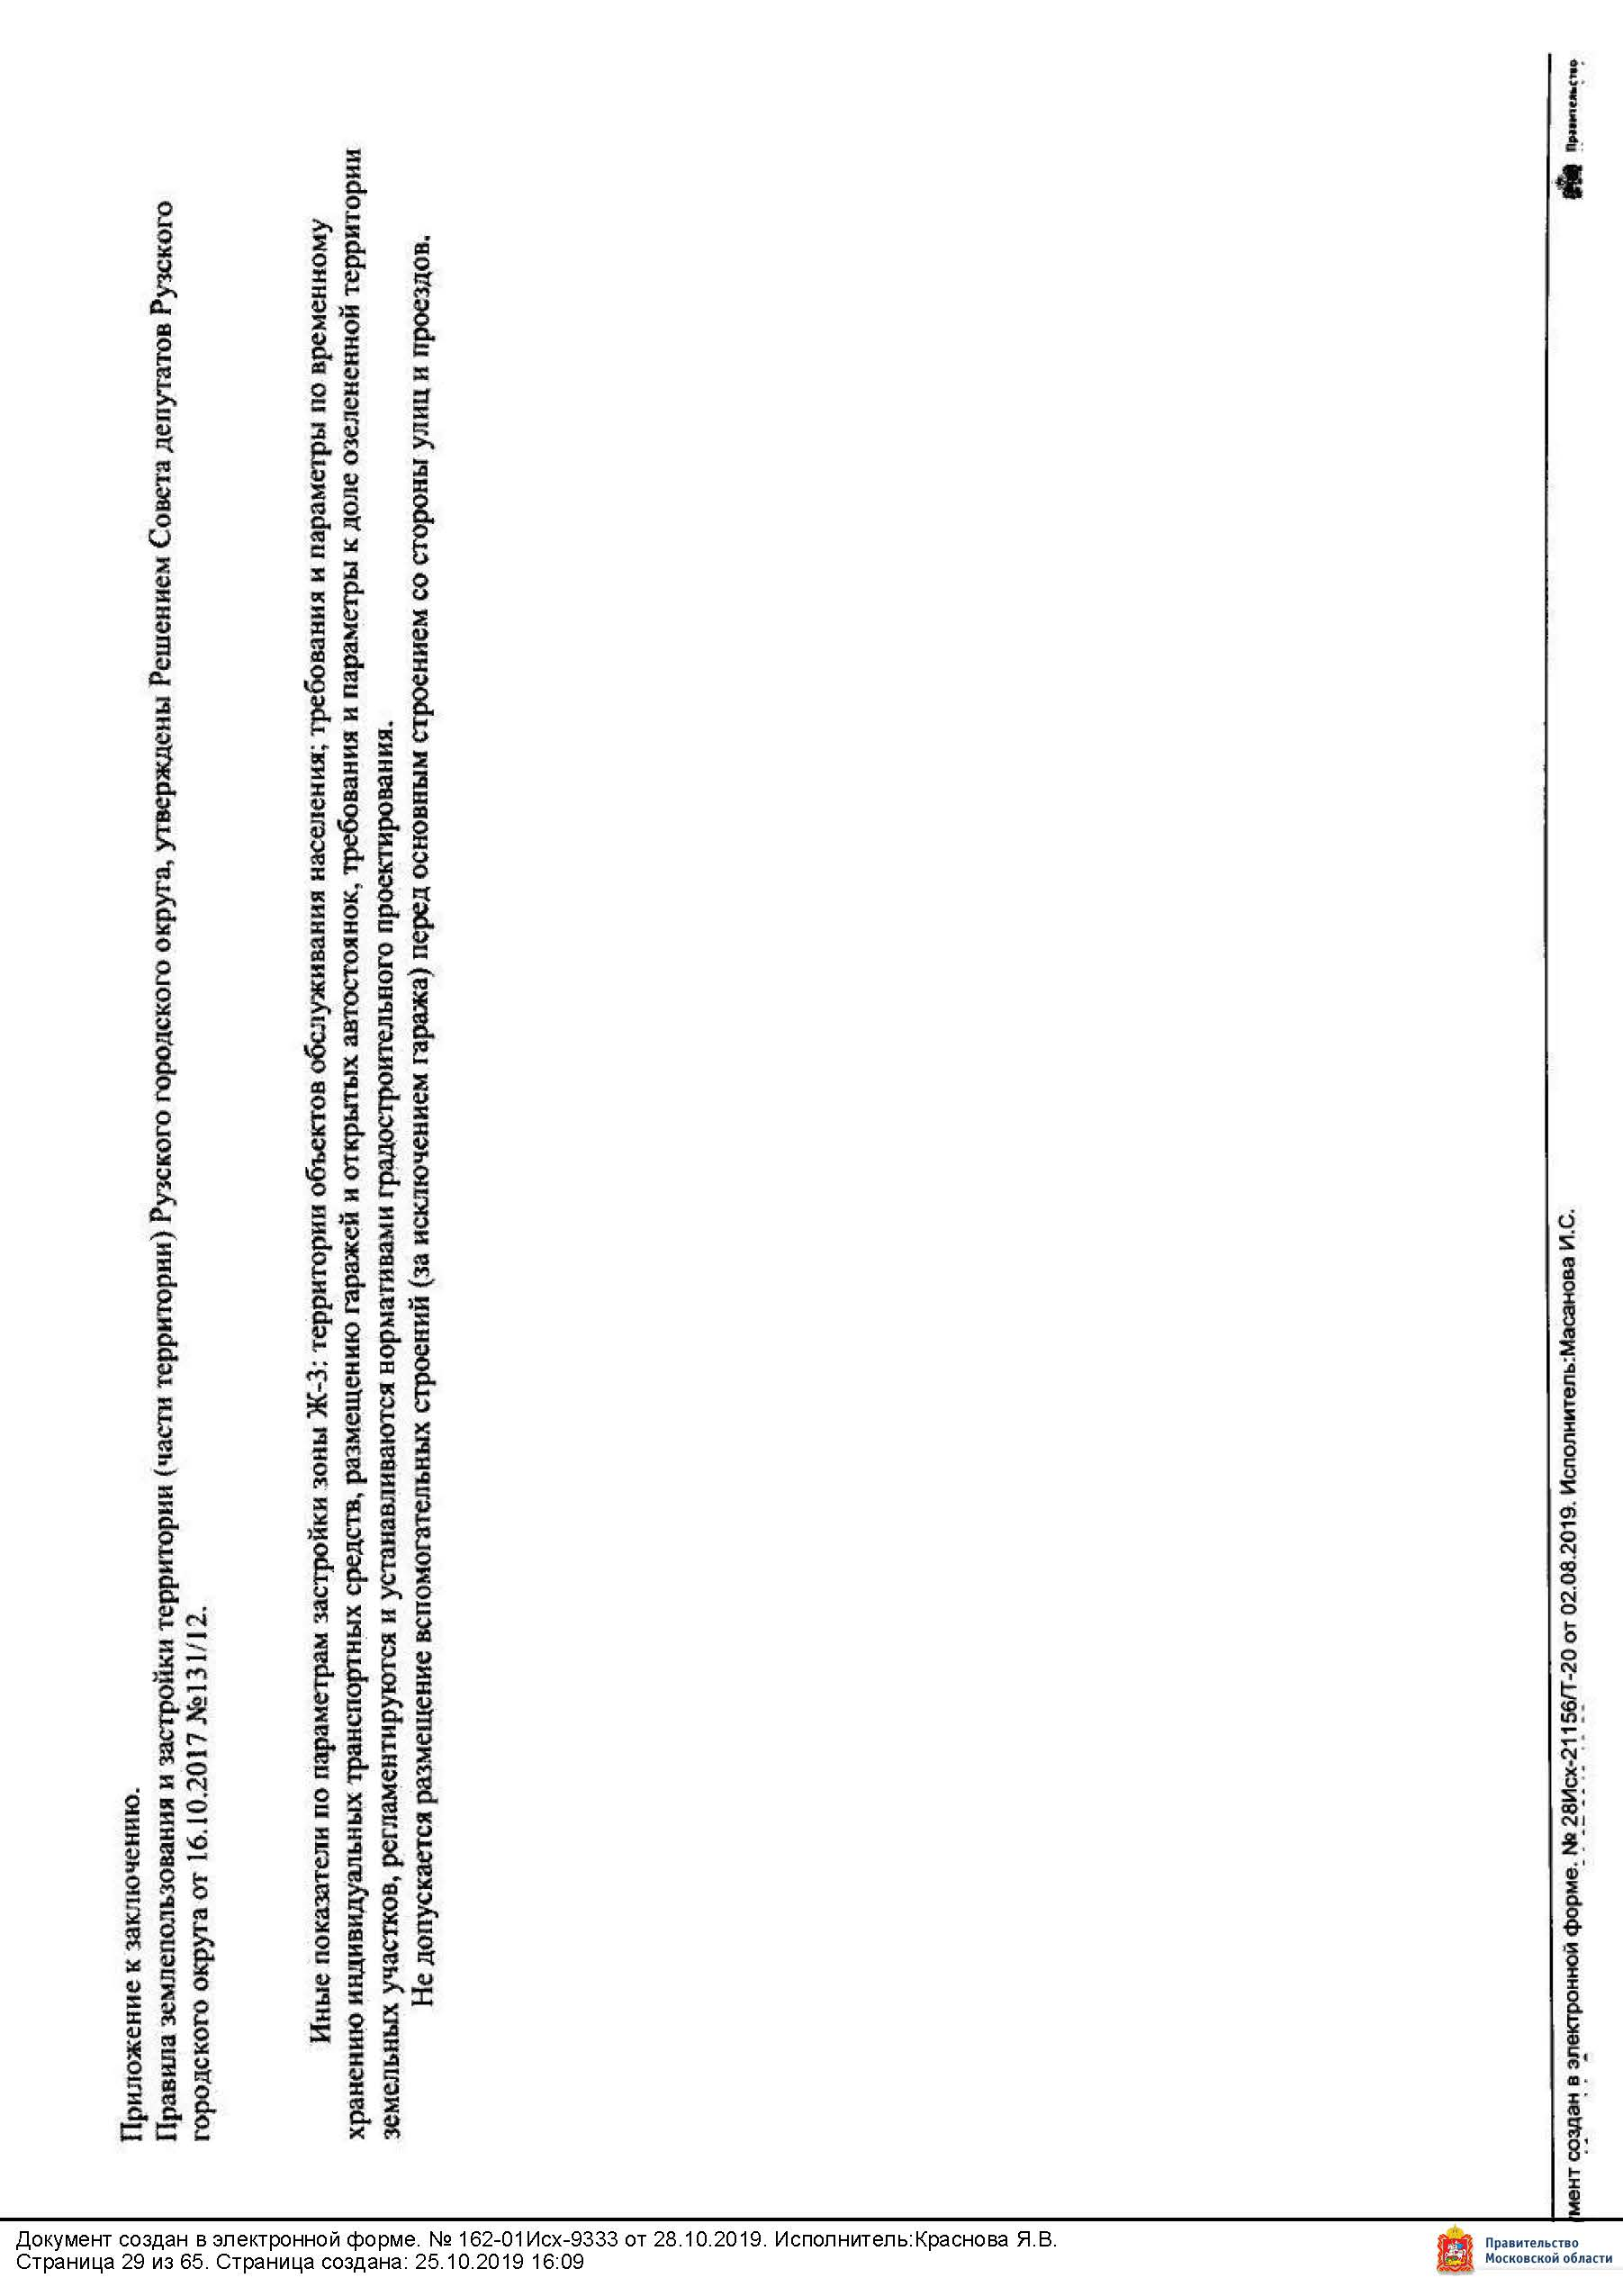 Приложение к заключению.
Правила землепользования и застройки территории (части территории) Рузского городского округа, утверждены Решением Совета депутатов Рузского
городского округа от 16.10.2017 №131/12.
Иные показатели по параметрам застройки зоны Ж-3: территории объектов обслуживания населения; требования и параметры по временному
хранению индивидуальных транспортных средств, размещению гаражей и открытых автостоянок, требования и параметры к доле озелененной территории
земельных участков, регламентируются и устанавливаются нормативами градостроительного проектирования.
Не допускается размещение вспомогательных строений (за исключением гаража) перед основным строением со стороны улиц и проездов.
мент создан в электронной форме. № 28Исх-21156/Т-20 от 02.08.2019. Исполнитель:Масанова И.С.
Правительство
Документ создан в электронной форме. № 162-01Исх-9333 от 28.10.2019. Исполнитель:Краснова Я.В.
Страница 29 из 65. Страница создана: 25.10.2019 16:09
Правительство
Московской области